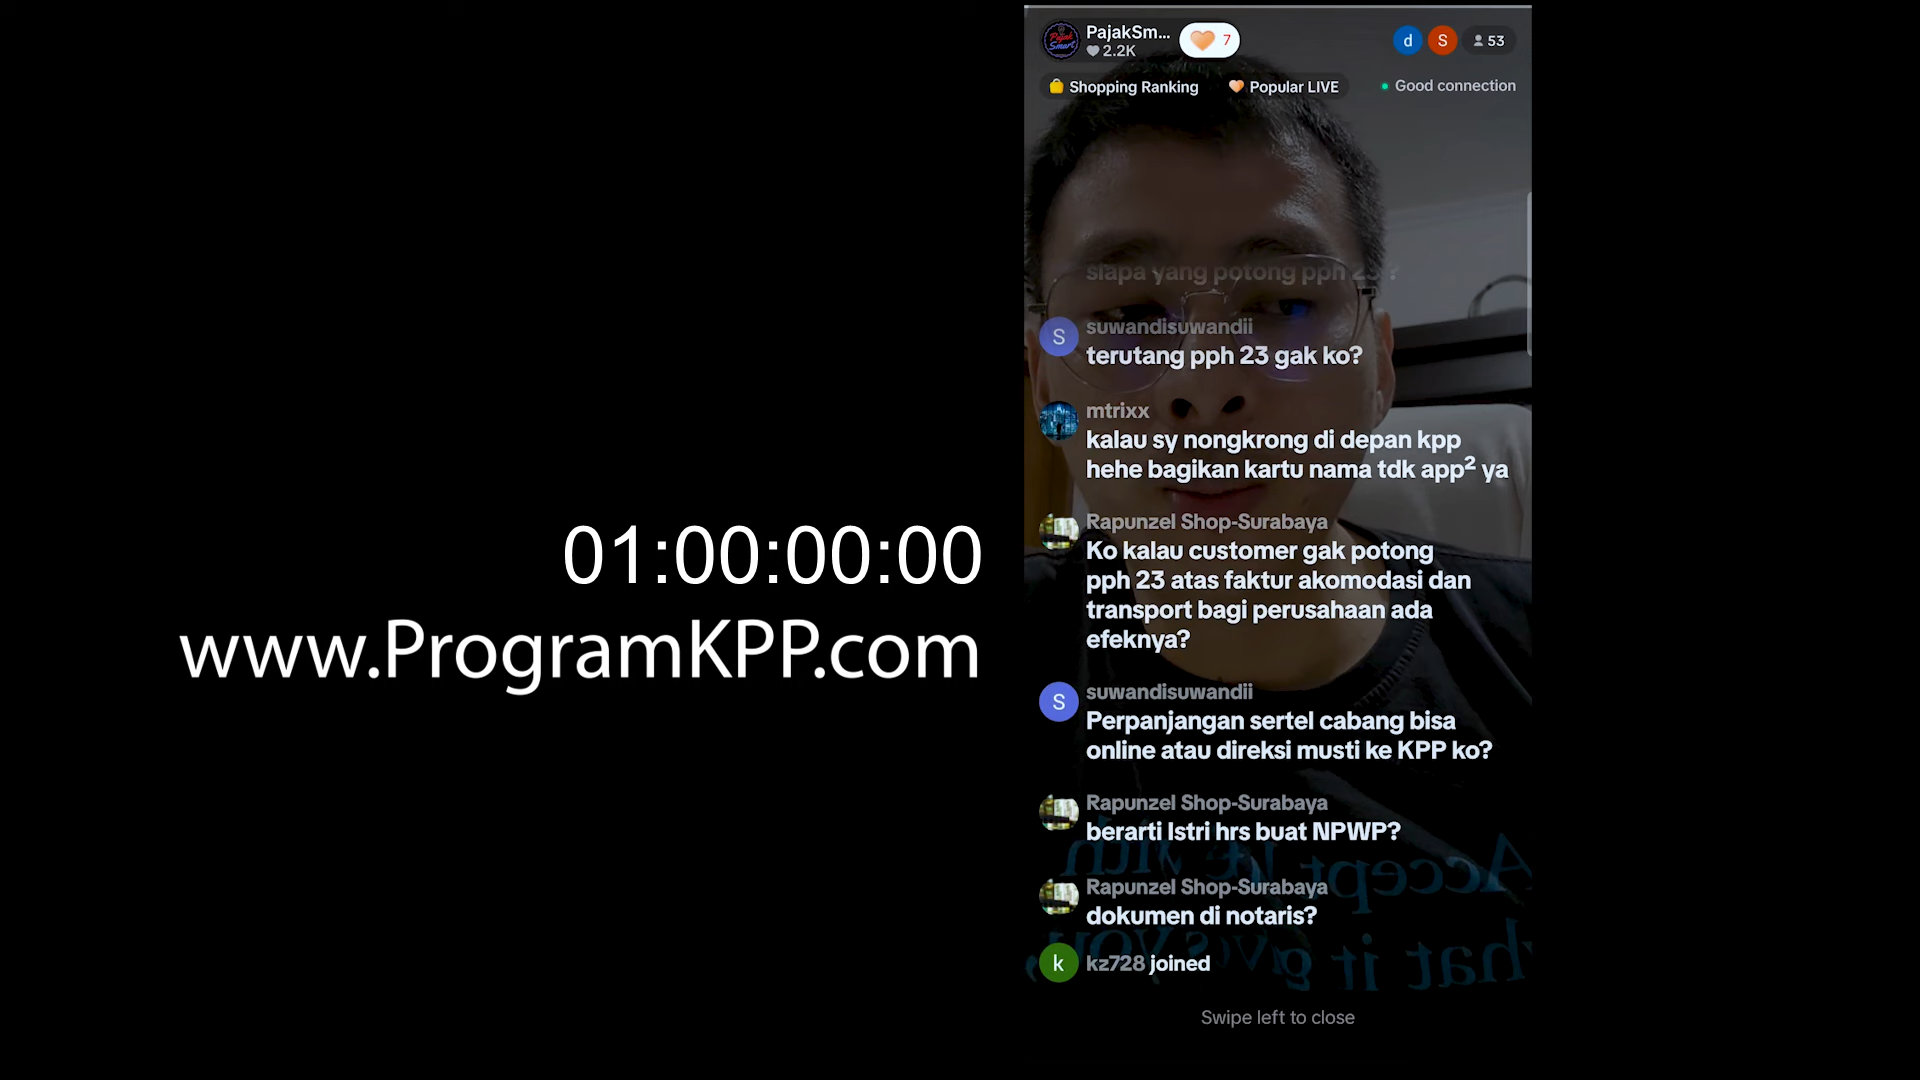 01:00:00:00
www.ProgramKPP.com
PajakSm...
2.2K
7
d
S
53
Shopping Ranking
Popular LIVE
Good connection
siapa yang potong pph 23 ?
S
suwandisuwandii
terutang pph 23 gak ko?
mtrixx
kalau sy nongkrong di depan kpp
hehe bagikan kartu nama tdk app² ya
Rapunzel Shop-Surabaya
Ko kalau customer gak potong
pph 23 atas faktur akomodasi dan
transport bagi perusahaan ada
efeknya?
S
suwandisuwandii
Perpanjangan sertel cabang bisa
online atau direksi musti ke KPP ko?
Rapunzel Shop-Surabaya
berarti Istri hrs buat NPWP?
Rapunzel Shop-Surabaya
dokumen di notaris?
k
kz728 joined
Swipe left to close